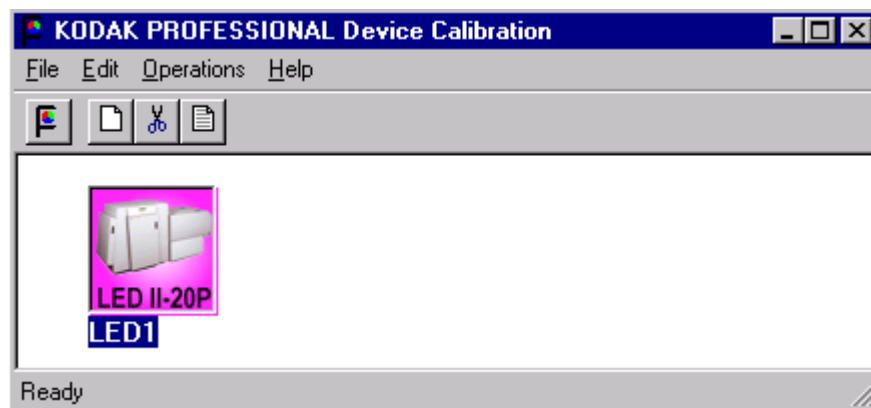 KODAK PROFESSIONAL Device Calibration
File Edit Operations Help
LED II-20P
LED1
Ready